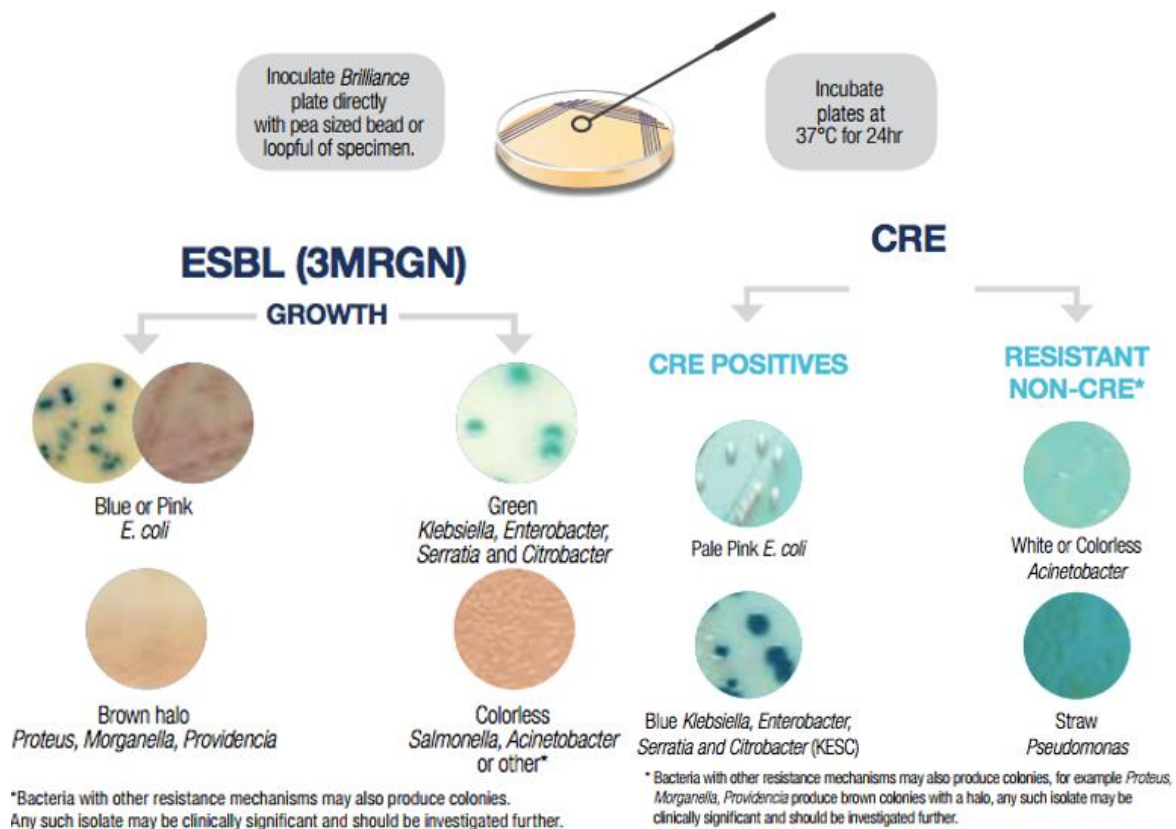 Inoculate Brilliance
plate directly
with pea sized bead or
loopful of specimen.
Incubate
plates at
37°C for 24hr
ESBL (3MRGN)
GROWTH
Blue or Pink
E. coli
Green
Klebsiella, Enterobacter,
Serratia and Citrobacter
Brown halo
Proteus, Morganella, Providencia
Colorless
Salmonella, Acinetobacter
or other*
*Bacteria with other resistance mechanisms may also produce colonies.
Any such isolate may be clinically significant and should be investigated further.
CRE
CRE POSITIVES
RESISTANT
NON-CRE*
Pale Pink E. coli
White or Colorless
Acinetobacter
Blue Klebsiella, Enterobacter,
Serratia and Citrobacter (KESC)
Straw
Pseudomonas
* Bacteria with other resistance mechanisms may also produce colonies, for example Proteus,
Morganella, Providencia produce brown colonies with a halo, any such isolate may be
clinically significant and should be investigated further.